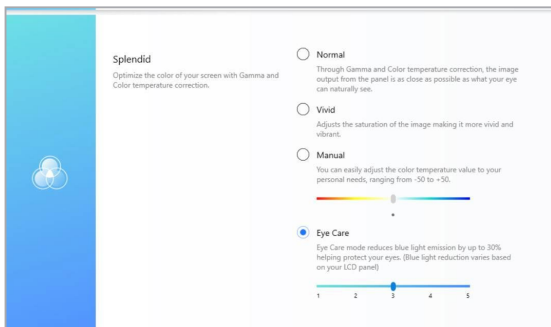 Splendid
Optimize the color of your screen with Gamma and
Color temperature correction.
Normal
Through Gamma and Color temperature correction, the image
output from the panel is as close as possible as what your eye
can naturally see.
Vivid
Adjusts the saturation of the image making it more vivid and
vibrant.
Manual
You can easily adjust the color temperature value to your
personal needs, ranging from -50 to +50.
Eye Care
Eye Care mode reduces blue light emission by up to 30%
helping protect your eyes. (Blue light reduction varies based
on your LCD panel)
1 2 3 4 5